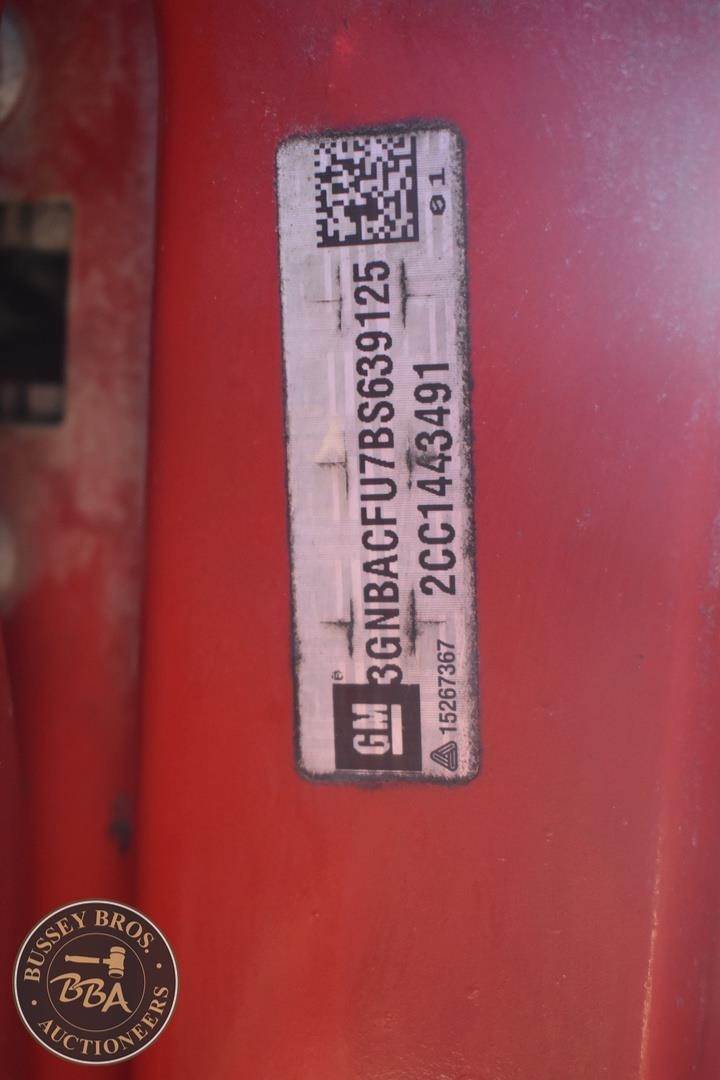 GM®
3GNBACFU7BS639125
2CC1443491
15267367
01
BUSSEY BROS.
BBA
AUCTIONEERS